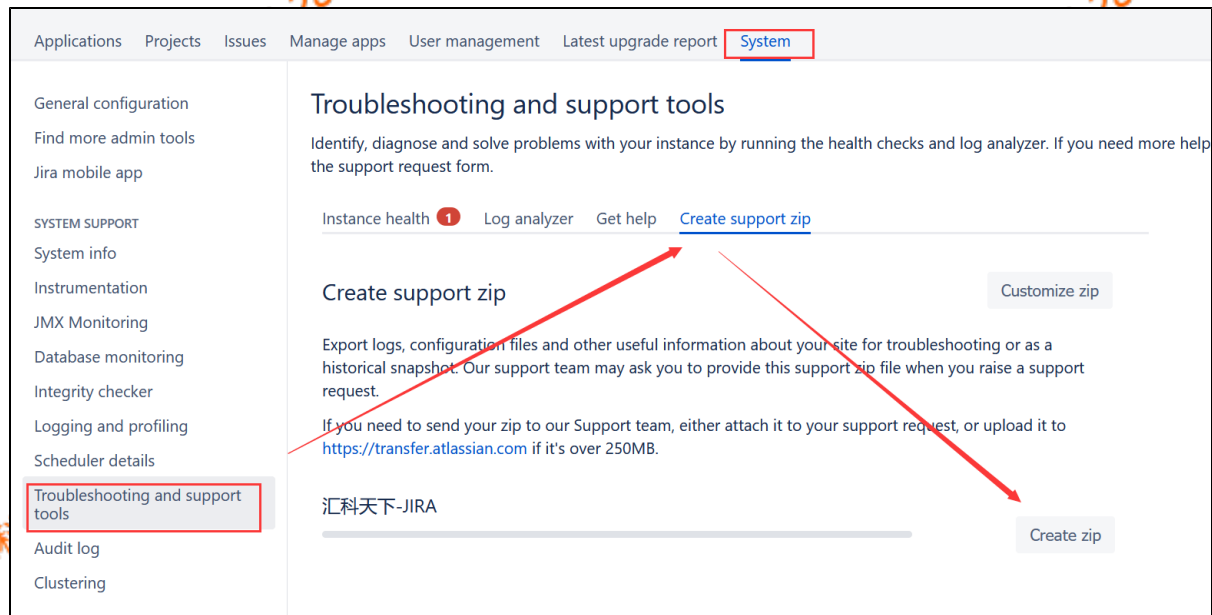 Applications Projects Issues Manage apps User management Latest upgrade report System
General configuration
Find more admin tools
Jira mobile app
SYSTEM SUPPORT
System info
Instrumentation
JMX Monitoring
Database monitoring
Integrity checker
Logging and profiling
Scheduler details
Troubleshooting and support
tools
Audit log
Clustering
Troubleshooting and support tools
Identify, diagnose and solve problems with your instance by running the health checks and log analyzer. If you need more help
the support request form.
Instance health 1 Log analyzer Get help Create support zip
Create support zip
Customize zip
Export logs, configuration files and other useful information about your site for troubleshooting or as a
historical snapshot. Our support team may ask you to provide this support zip file when you raise a support
request.
If you need to send your zip to our Support team, either attach it to your support request, or upload it to
https://transfer.atlassian.com if it's over 250MB.
汇科天下-JIRA
Create zip